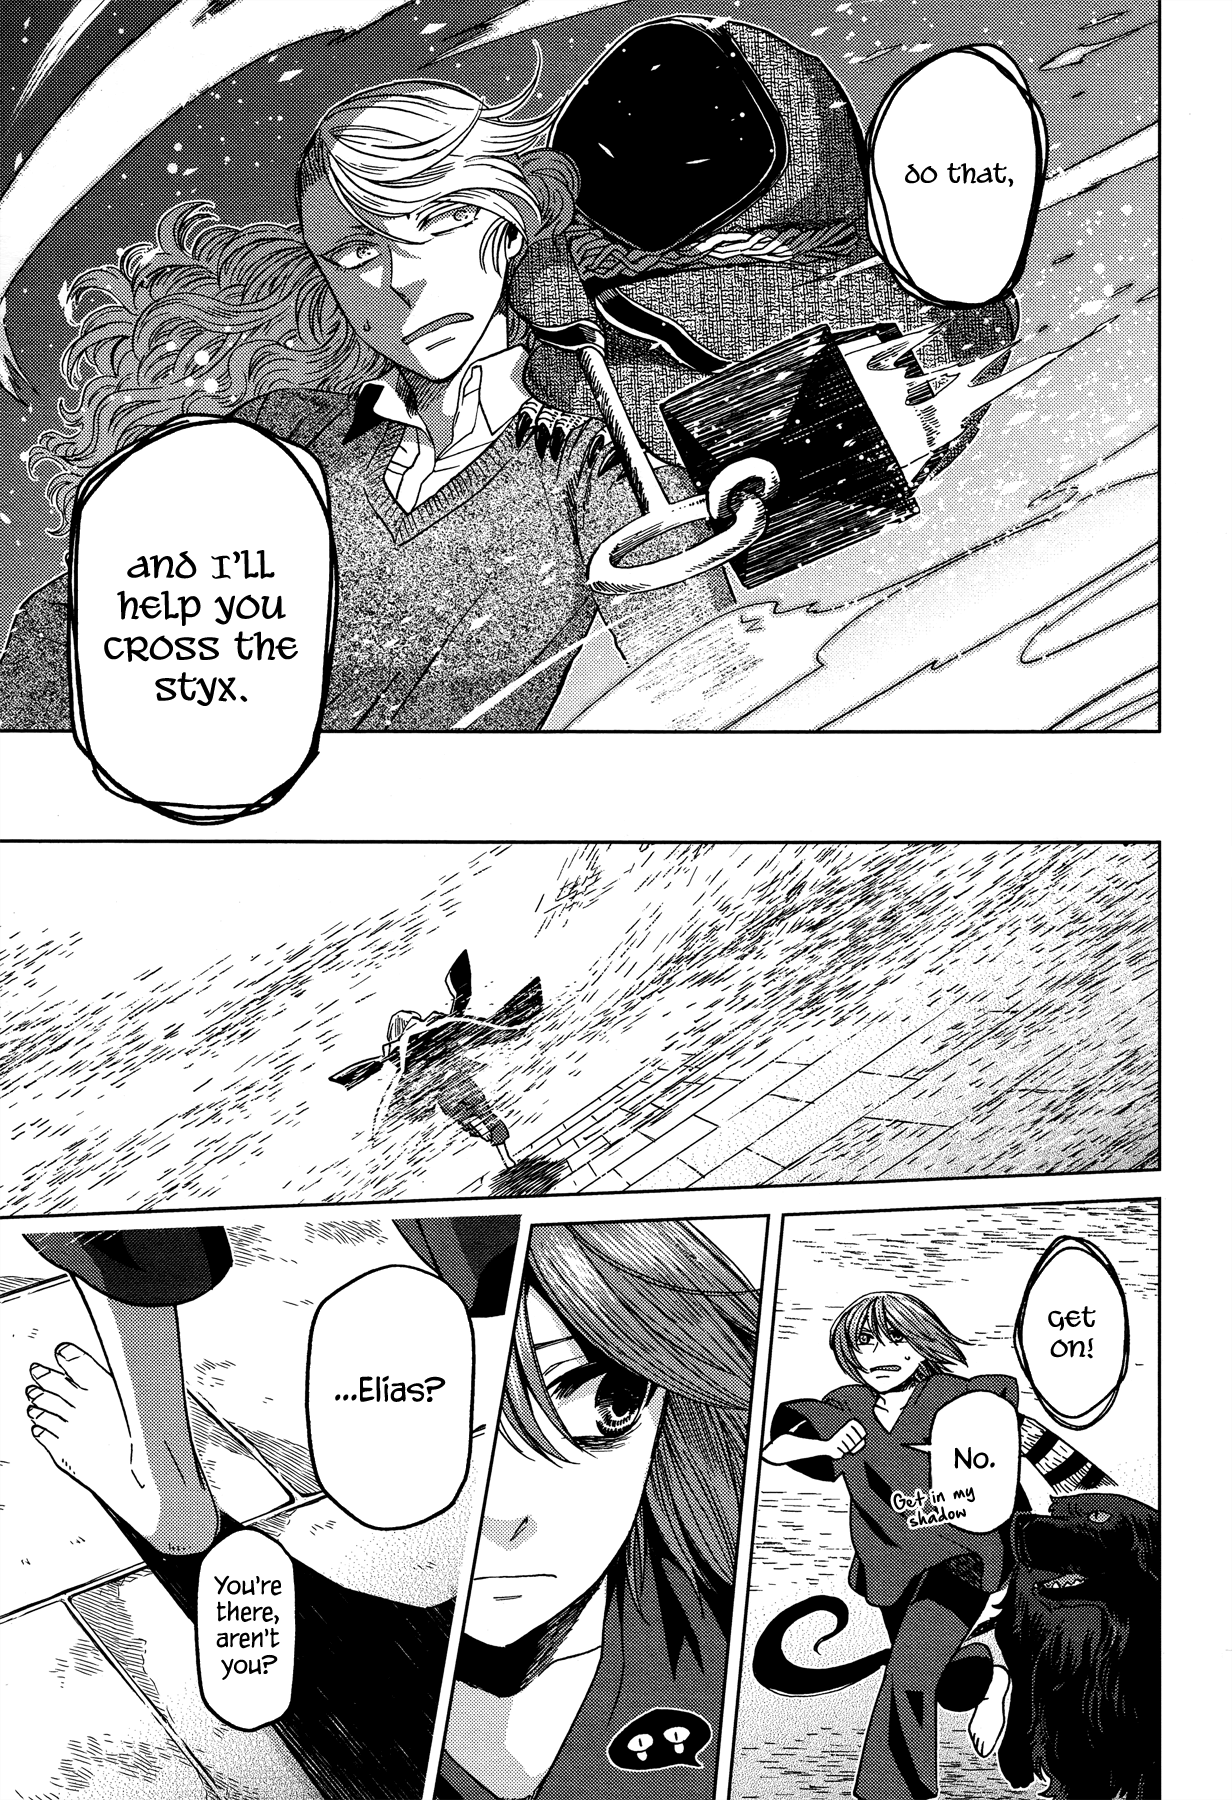 do that,
and I'll
help you
cross the
styx.
Get
on!
No.
Get in my
shadow
...Elias?
You're
there,
aren't
you?